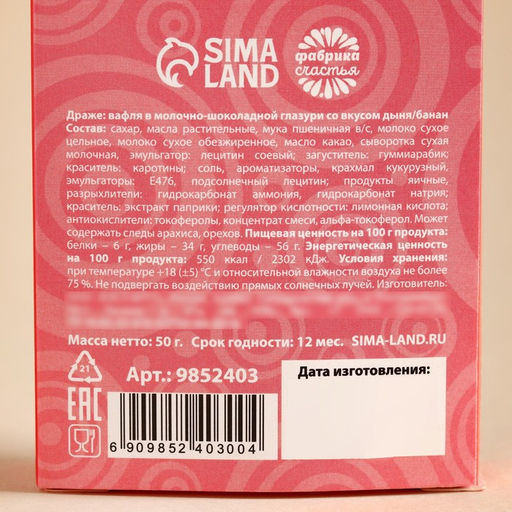 SIMA
LAND
фабрика
счастья
Драже: вафля в молочно-шоколадной глазури со вкусом дыня/банан
Состав: сахар, масла растительные, мука пшеничная в/с, молоко сухое
цельное, молоко сухое обезжиренное, масло какао, сыворотка сухая
молочная, эмульгатор: лецитин соевый; загуститель: гуммиарабик;
краситель: каротины; соль, ароматизаторы, крахмал кукурузный,
эмульгаторы: Е476, подсолнечный лецитин; продукты яичные,
разрыхлители: гидрокарбонат аммония, гидрокарбонат натрия;
краситель: экстракт паприки; регулятор кислотности: лимонная кислота;
антиокислители: токоферолы, концентрат смеси, альфа-токоферол. Может
содержать следы арахиса, орехов. Пищевая ценность на 100 г продукта:
белки – 6 г, жиры – 34 г, углеводы – 56 г. Энергетическая ценность
на 100 г продукта: 550 ккал / 2302 кДж. Условия хранения:
при температуре +18 (±5) °С и относительной влажности воздуха не более
75 %. Не подвергать воздействию прямых солнечных лучей. Изготовитель:
Масса нетто: 50 г. Срок годности: 12 мес. SIMA-LAND.RU
21
Арт.: 9852403
Дата изготовления:
EAC
6 909852 403004